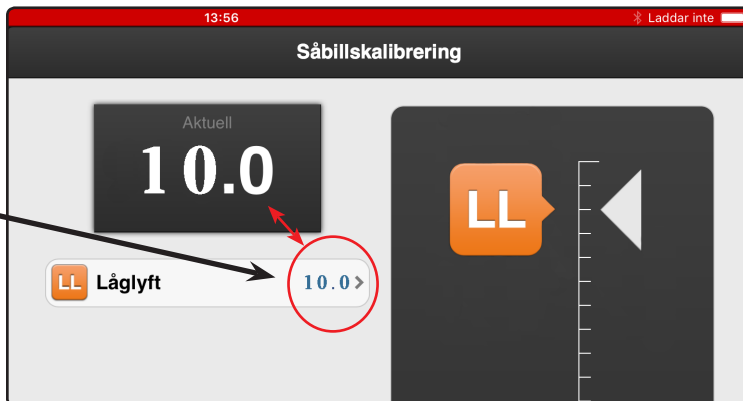 13:56
Laddar inte
Såbillskalibrering
Aktuell
10.0
LL Låglyft 10.0
LL